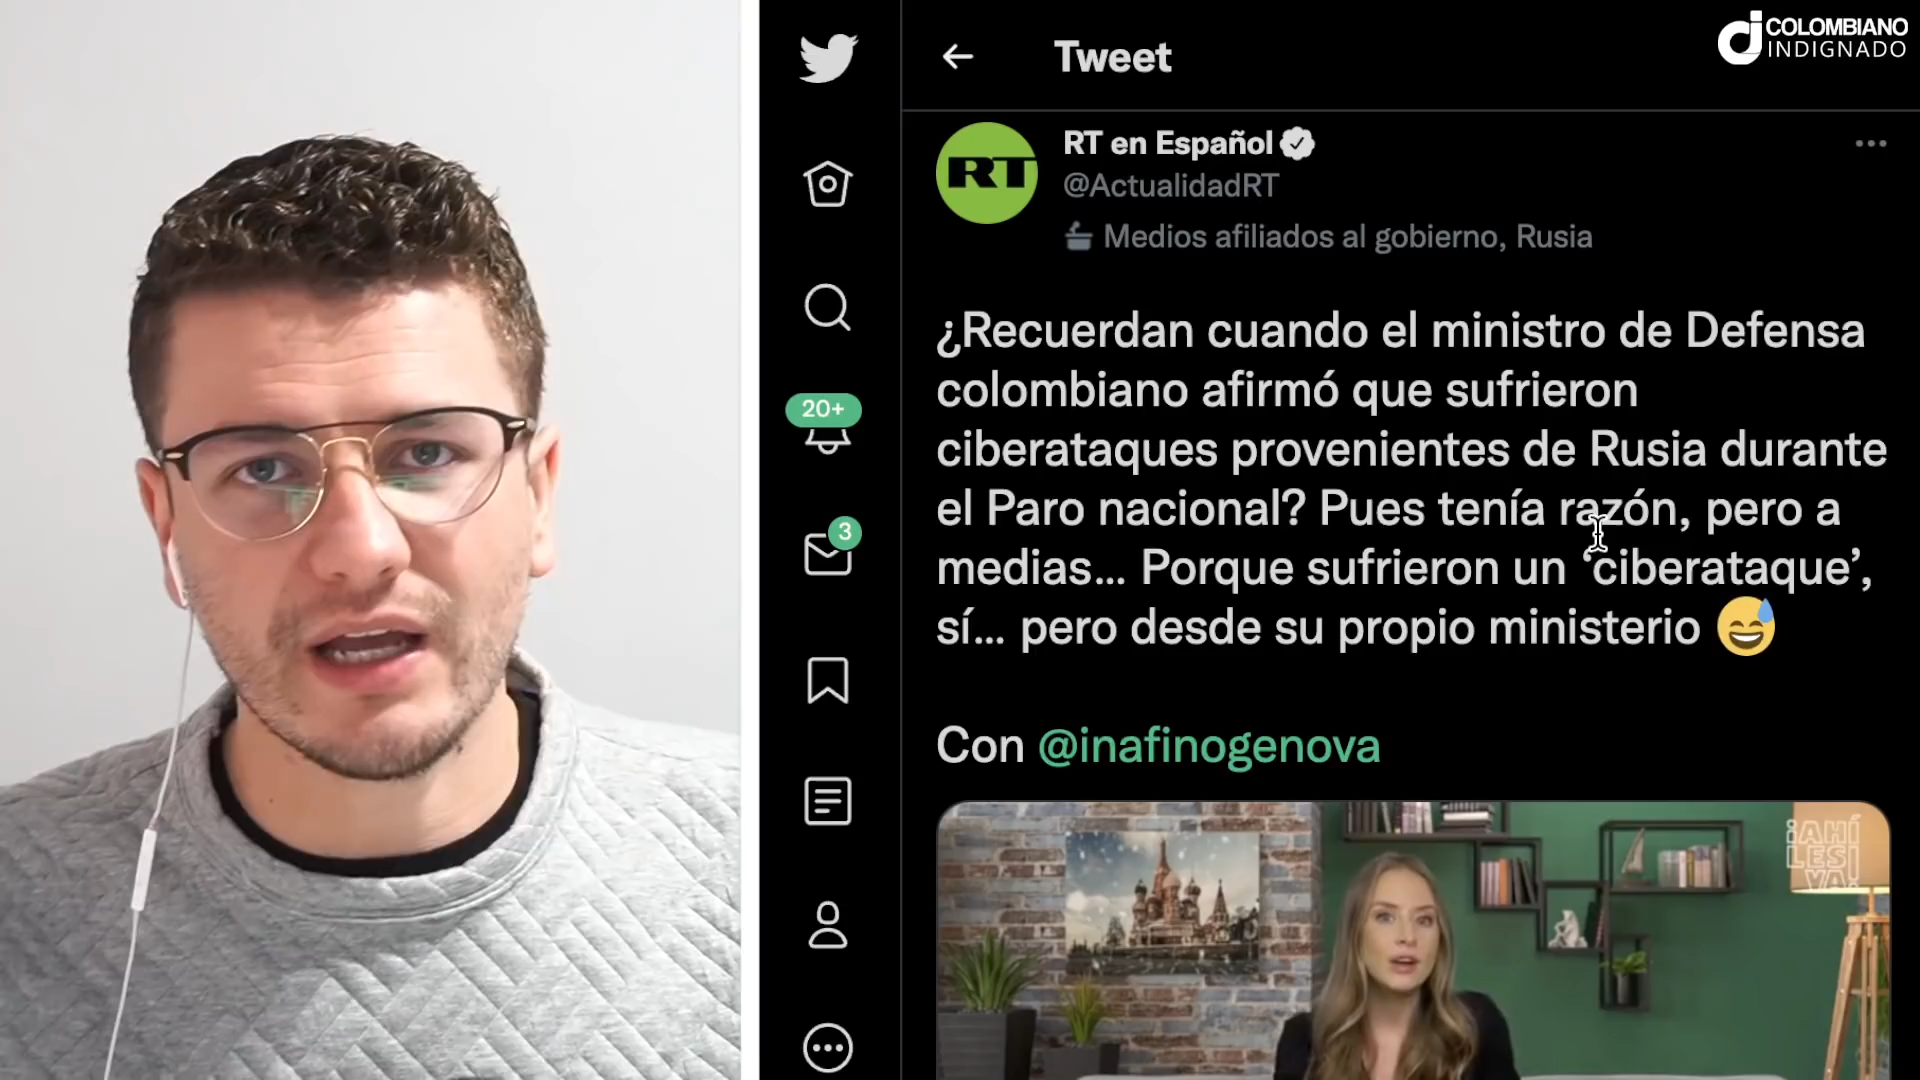 COLOMBIANO
INDIGNADO
Tweet
RT
RT en Español
@ActualidadRT
Medios afiliados al gobierno, Rusia
¿Recuerdan cuando el ministro de Defensa
colombiano afirmó que sufrieron
ciberataques provenientes de Rusia durante
el Paro nacional? Pues tenía razón, pero a
medias... Porque sufrieron un ‘ciberataque’,
sí... pero desde su propio ministerio 😅
Con @inafinogenova
¡AHÍ
LES
VA!
20+
3